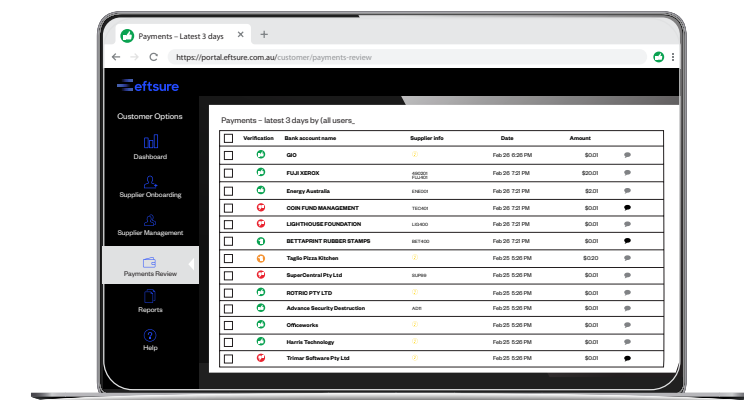 Payments – Latest 3 days
https://portal.eftsure.com.au/customer/payments-review
eftsure
Customer Options
Dashboard
Supplier Onboarding
Supplier Management
Payments Review
Reports
Help
Payments – latest 3 days by (all users_
Verification Bank account name Supplier info Date Amount
GIO Feb 26 6:26 PM $0.01
FUJI XEROX Feb 26 7:21 PM $20.01
Energy Australia ENE001 Feb 26 7:21 PM $2.01
COIN FUND MANAGEMENT TEC401 Feb 26 7:21 PM $0.01
LIGHTHOUSE FOUNDATION LIG400 Feb 26 7:21 PM $0.01
BETTAPRINT RUBBER STAMPS BET400 Feb 26 7:21 PM $0.01
Taglio Pizza Kitchen Feb 25 5:26 PM $0.20
SuperCentral Pty Ltd SUP98 Feb 25 5:26 PM $0.01
ROTRIC PTY LTD Feb 25 5:26 PM $0.01
Advance Security Destruction Feb 25 5:26 PM $0.01
Officeworks Feb 25 5:26 PM $0.01
Harris Technology Feb 25 5:26 PM $0.01
Trimar Software Pty Ltd Feb 25 5:26 PM $0.01